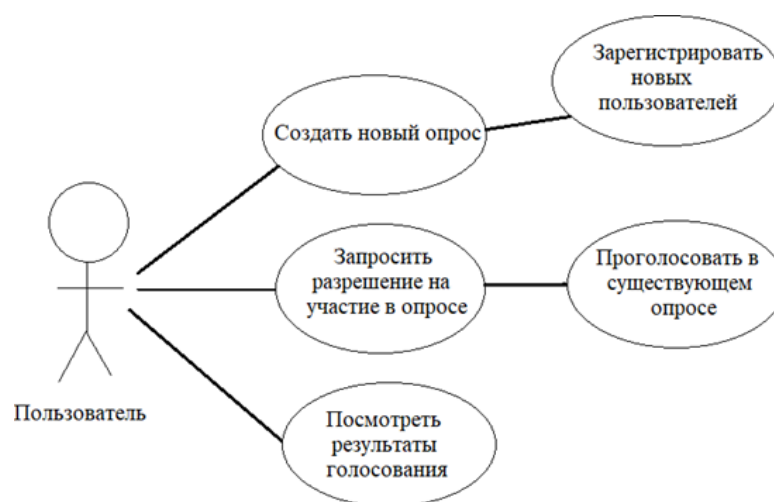 Зарегистрировать
новых
пользователей
Создать новый опрос
Запросить
разрешение на
участие в опросе
Проголосовать в
существующем
опросе
Пользователь
Посмотреть
результаты
голосования